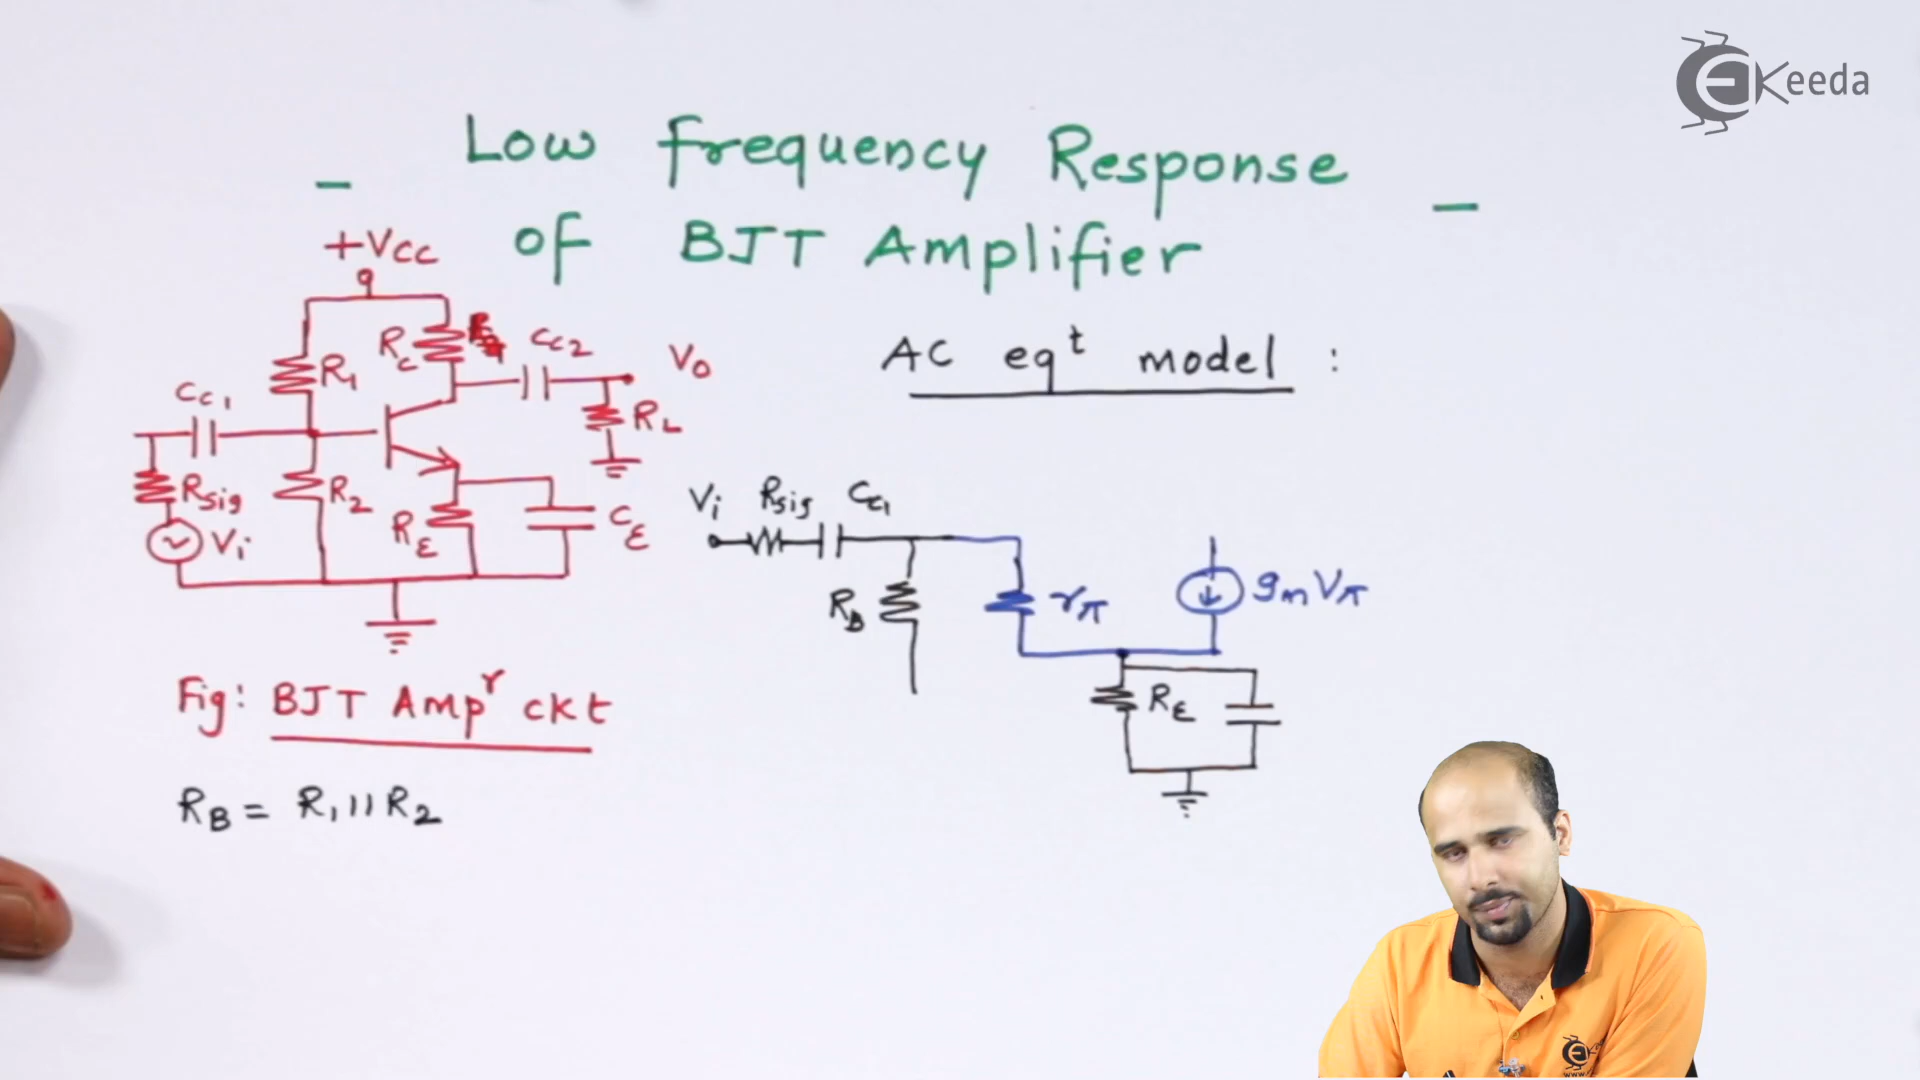 EKeeda
- Low Frequency Response -
of BJT Amplifier
+VCC
RC
CC2
Vo
R1
CC1
RL
Rsig
R2
RE
CE
Vi
Fig: BJT Ampr ckt
RB = R1 || R2
AC eqt model :
Vi Rsig CC1
RB
rπ
gmVπ
RE